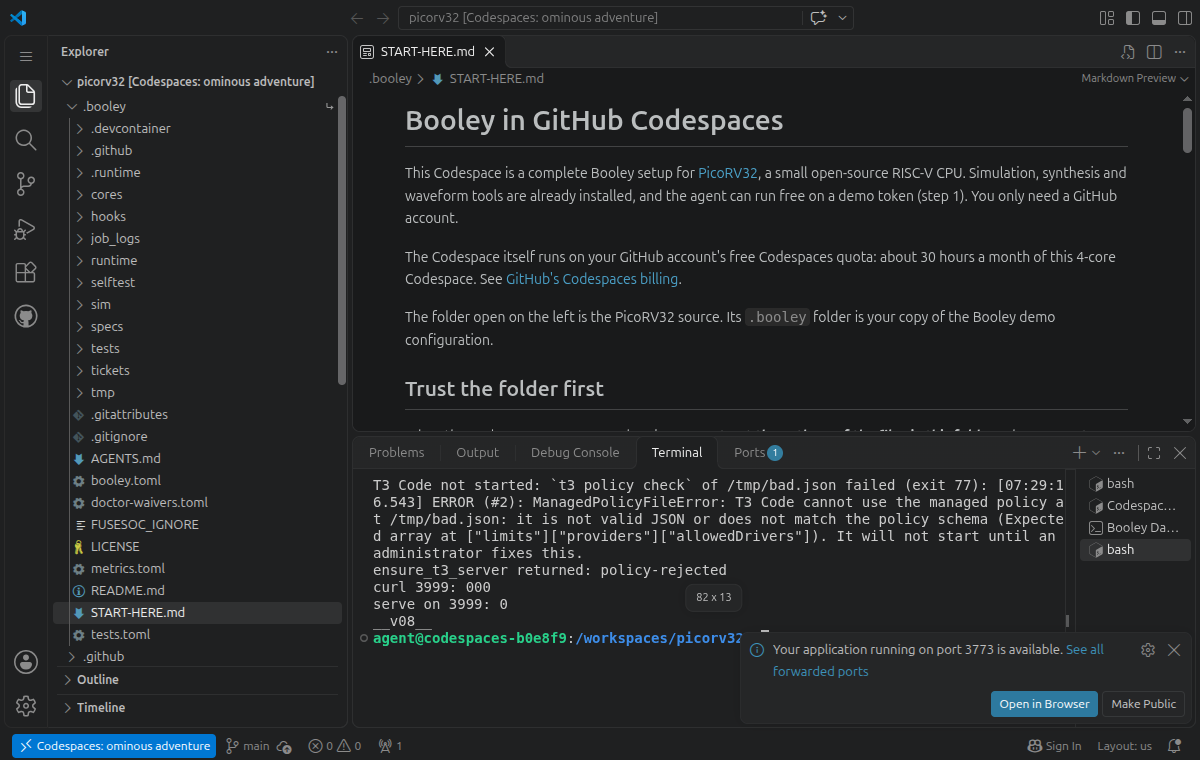 picorv32 [Codespaces: ominous adventure]
Explorer
picorv32 [Codespaces: ominous adventure]
.booley
.devcontainer
.github
.runtime
cores
hooks
job_logs
runtime
selftest
sim
specs
tests
tickets
tmp
.gitattributes
.gitignore
AGENTS.md
booley.toml
doctor-waivers.toml
FUSESOC_IGNORE
LICENSE
metrics.toml
README.md
START-HERE.md
tests.toml
.github
Outline
Timeline
START-HERE.md
.booley > START-HERE.md
Markdown Preview
Booley in GitHub Codespaces
This Codespace is a complete Booley setup for PicoRV32, a small open-source RISC-V CPU. Simulation, synthesis and
waveform tools are already installed, and the agent can run free on a demo token (step 1). You only need a GitHub
account.
The Codespace itself runs on your GitHub account's free Codespaces quota: about 30 hours a month of this 4-core
Codespace. See GitHub's Codespaces billing.
The folder open on the left is the PicoRV32 source. Its .booley folder is your copy of the Booley demo
configuration.
Trust the folder first
Problems
Output
Debug Console
Terminal
Ports 1
T3 Code not started: `t3 policy check` of /tmp/bad.json failed (exit 77): [07:29:1
6.543] ERROR (#2): ManagedPolicyFileError: T3 Code cannot use the managed policy a
t /tmp/bad.json: it is not valid JSON or does not match the policy schema (Expecte
d array at ["limits"]["providers"]["allowedDrivers"]). It will not start until an
administrator fixes this.
ensure_t3_server returned: policy-rejected
curl 3999: 000
serve on 3999: 0
__v08__
agent@codespaces-b0e8f9:/workspaces/picorv32
82 x 13
bash
Codespac...
Booley Da...
bash
Your application running on port 3773 is available. See all
forwarded ports
Open in Browser
Make Public
Codespaces: ominous adventure
main
0
0
1
Sign In
Layout: us